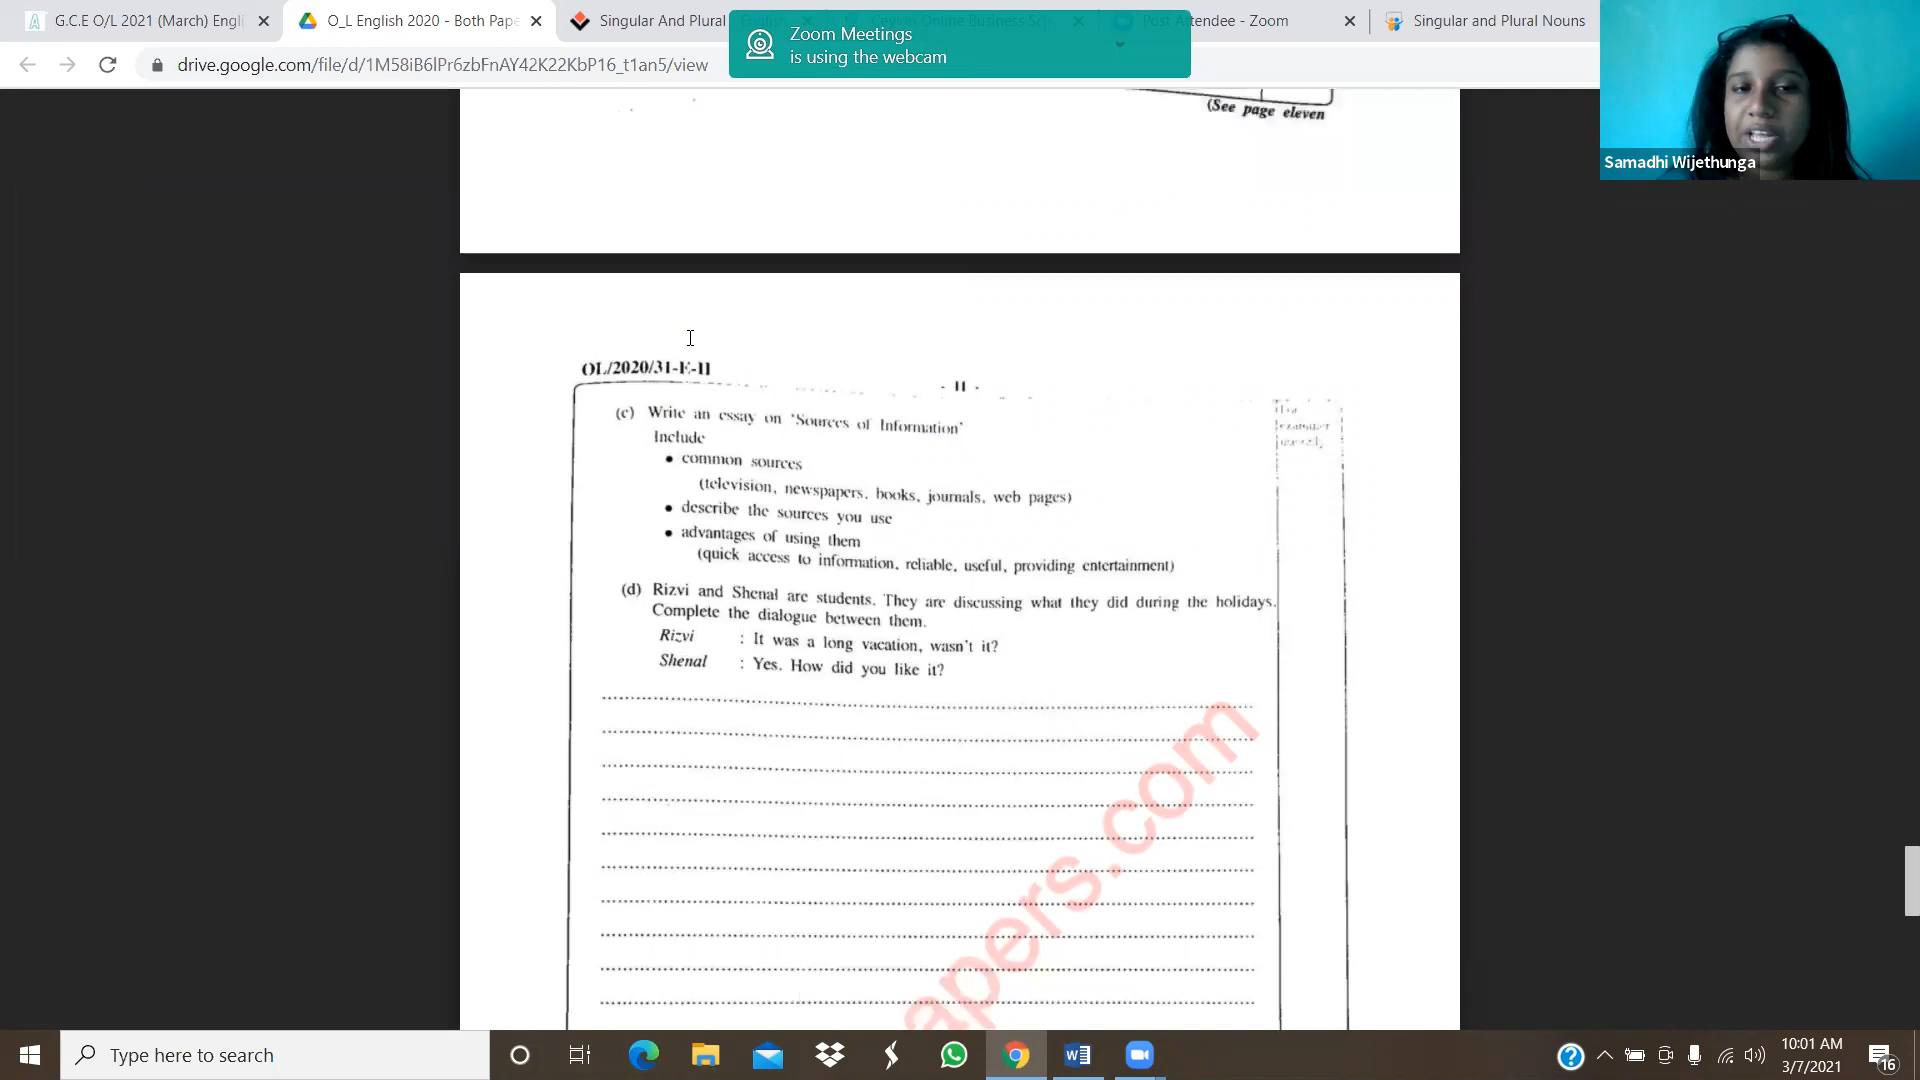 G.C.E O/L 2021 (March) Engli
O_L English 2020 - Both Pape
Singular And Plural
Post Attendee - Zoom
Singular and Plural Nouns
Zoom Meetings
is using the webcam
drive.google.com/file/d/1M58iB6lPr6zbFnAY42K22KbP16_t1an5/view
Samadhi Wijethunga
(See page eleven
OL/2020/31-E-II
- 11 -
(c) Write an essay on 'Sources of Information'
Include
• common sources
(television, newspapers, books, journals, web pages)
• describe the sources you use
• advantages of using them
(quick access to information, reliable, useful, providing entertainment)
(d) Rizvi and Shenal are students. They are discussing what they did during the holidays.
Complete the dialogue between them.
Rizvi : It was a long vacation, wasn't it?
Shenal : Yes. How did you like it?
apers.com
Type here to search
10:01 AM
3/7/2021
16